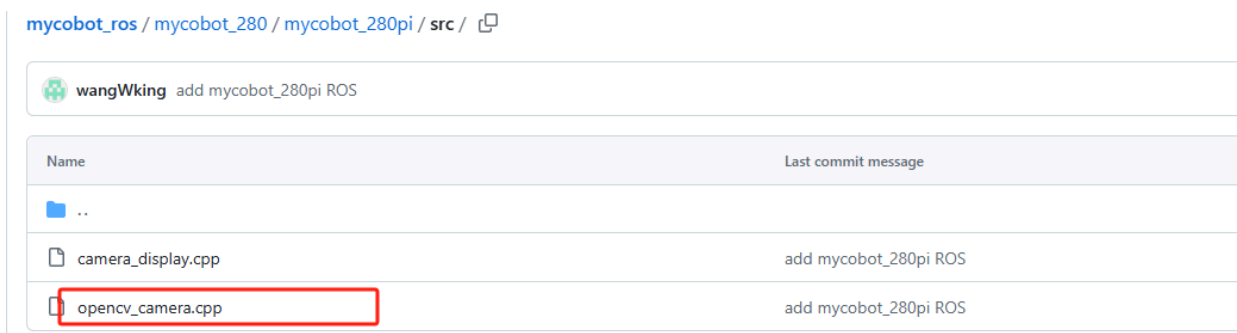 mycobot_ros / mycobot_280 / mycobot_280pi / src /
wangWking add mycobot_280pi ROS
Name Last commit message
..
camera_display.cpp add mycobot_280pi ROS
opencv_camera.cpp add mycobot_280pi ROS